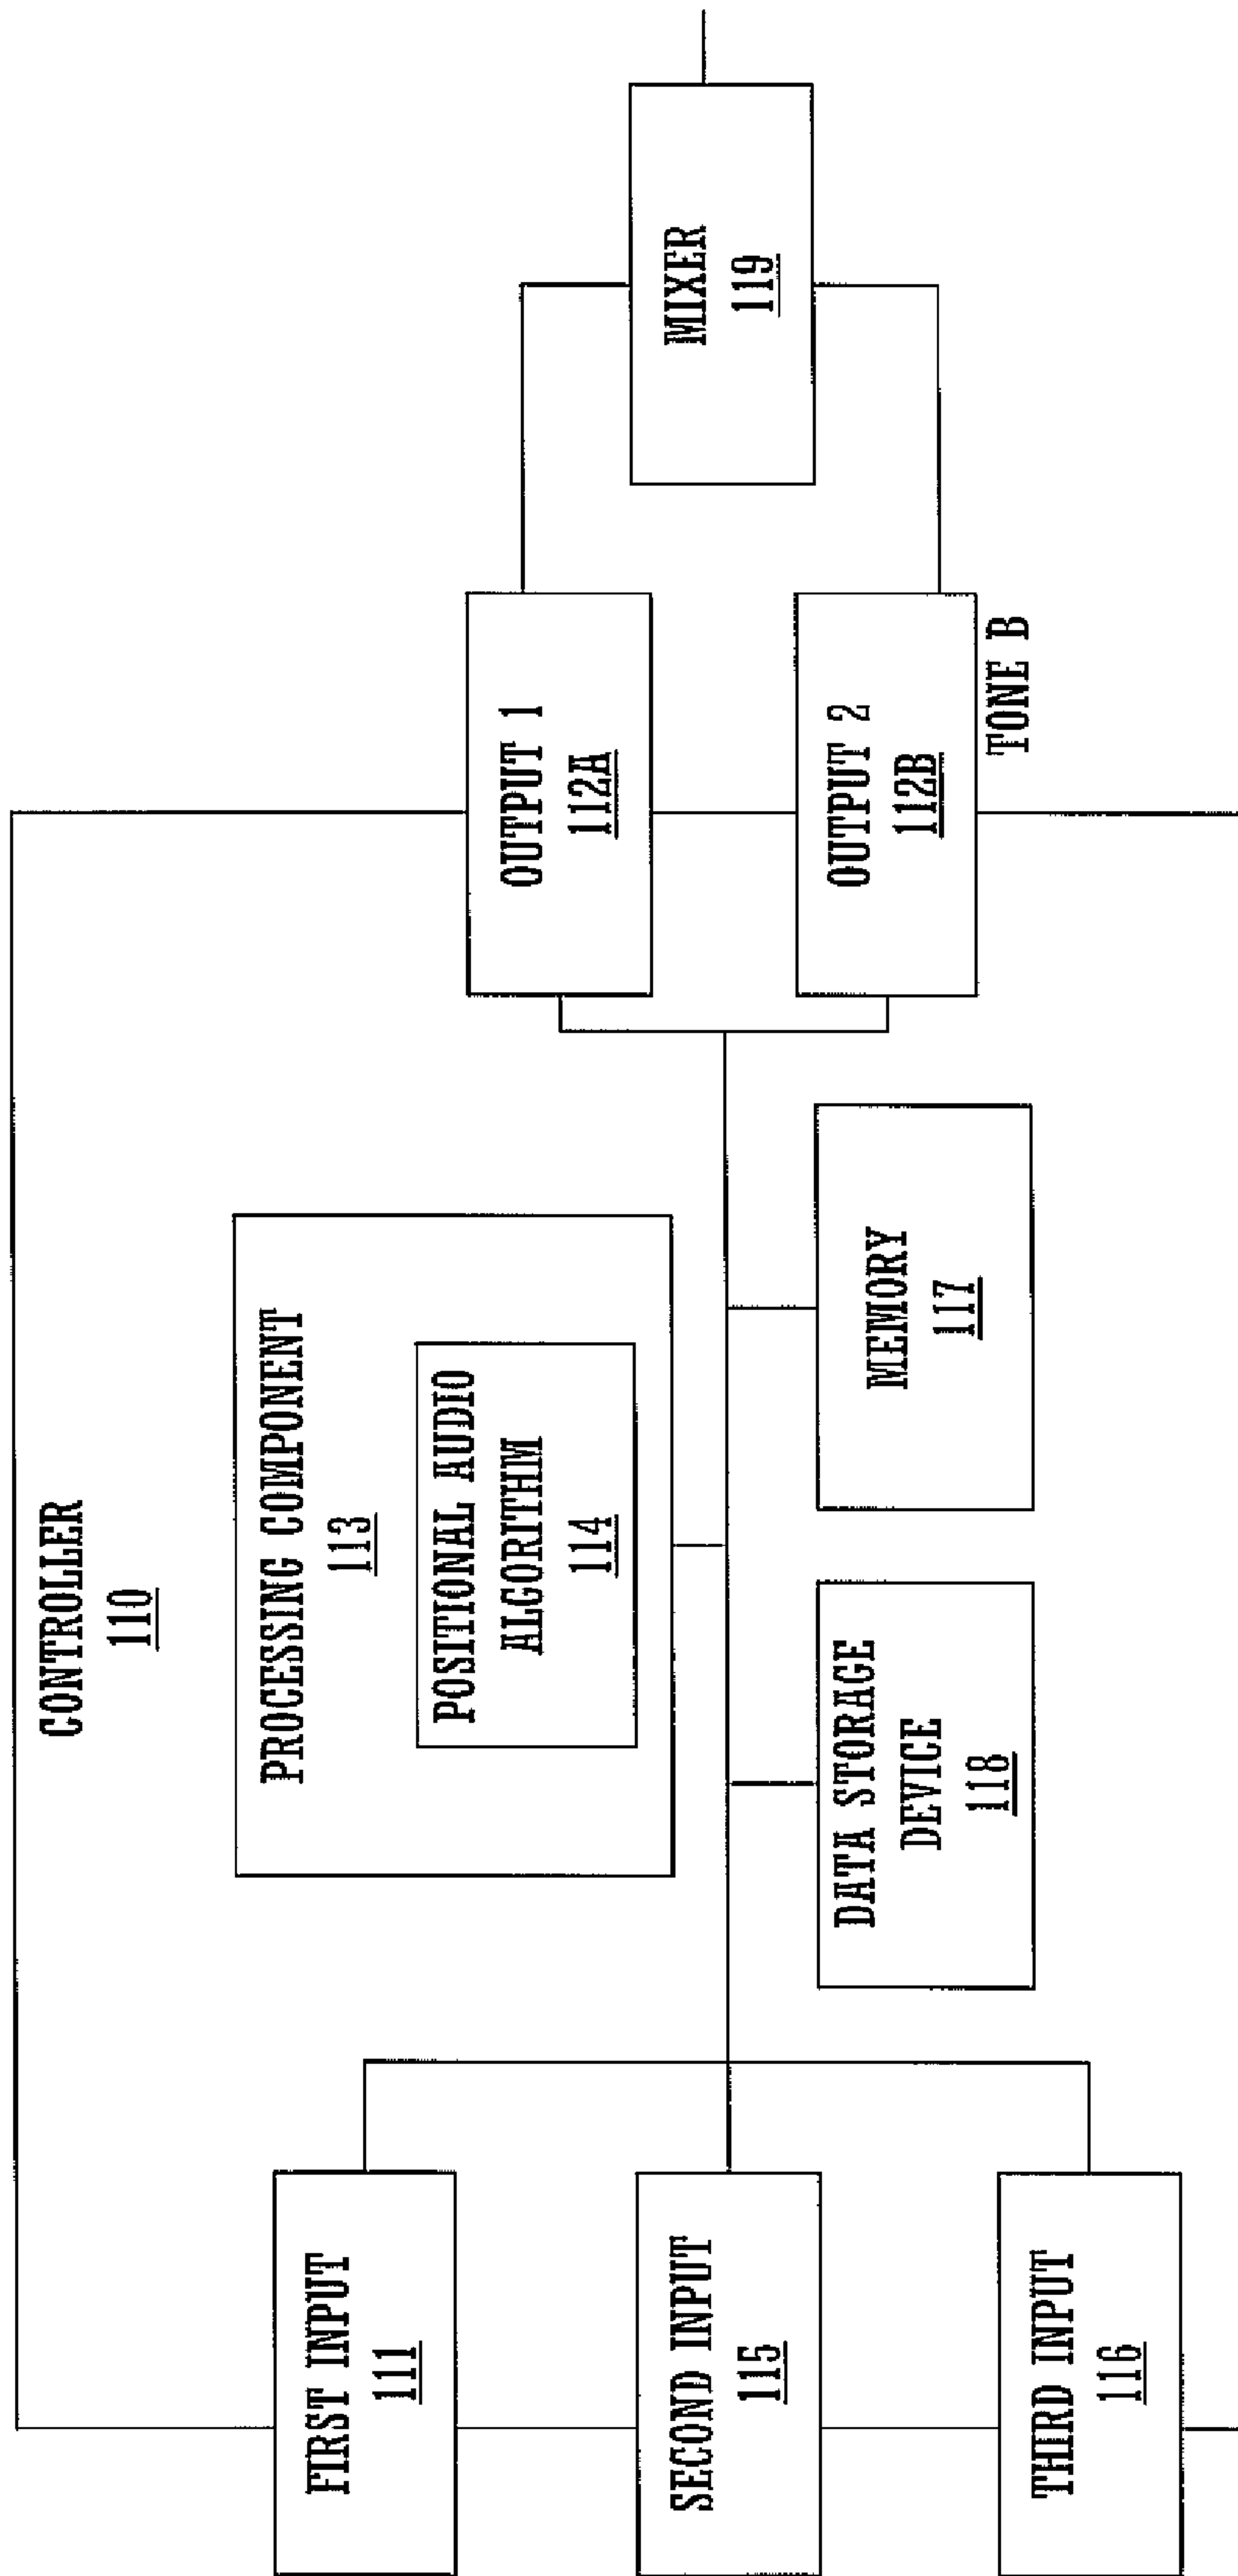 CONTROLLER
110
FIRST INPUT
111
SECOND INPUT
115
THIRD INPUT
116
PROCESSING COMPONENT
113
POSITIONAL AUDIO
ALGORITHM
114
DATA STORAGE
DEVICE
118
MEMORY
117
OUTPUT 1
112A
OUTPUT 2
112B
TONE B
MIXER
119